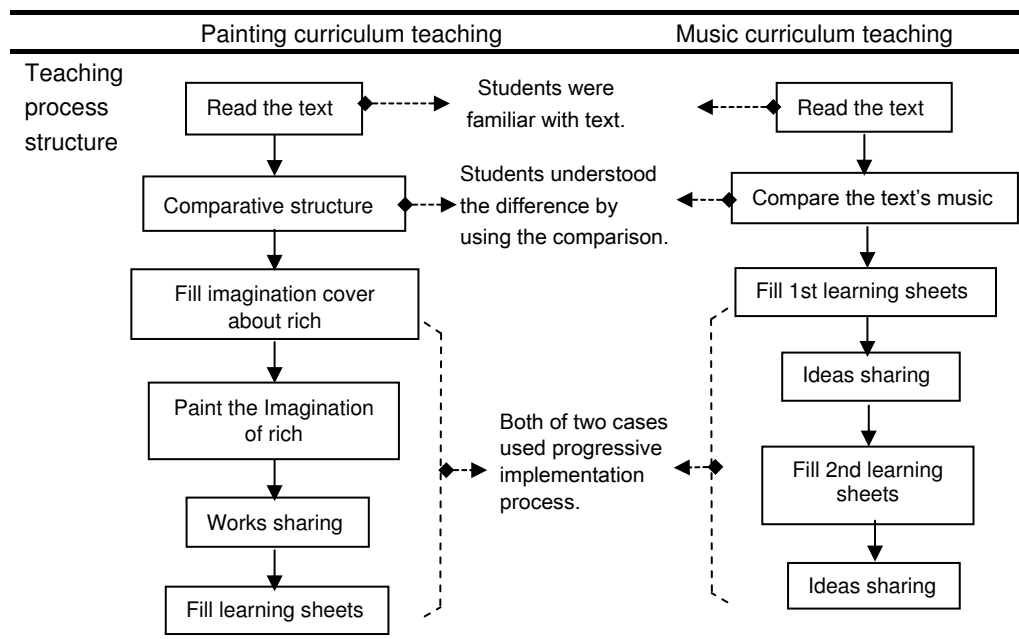 Painting curriculum teaching
Music curriculum teaching
Teaching
process
structure
Read the text
Students were
familiar with text.
Read the text
Comparative structure
Students understood
the difference by
using the comparison.
Compare the text's music
Fill imagination cover
about rich
Fill 1st learning sheets
Paint the Imagination
of rich
Ideas sharing
Both of two cases
used progressive
implementation
process.
Fill 2nd learning
sheets
Works sharing
Ideas sharing
Fill learning sheets